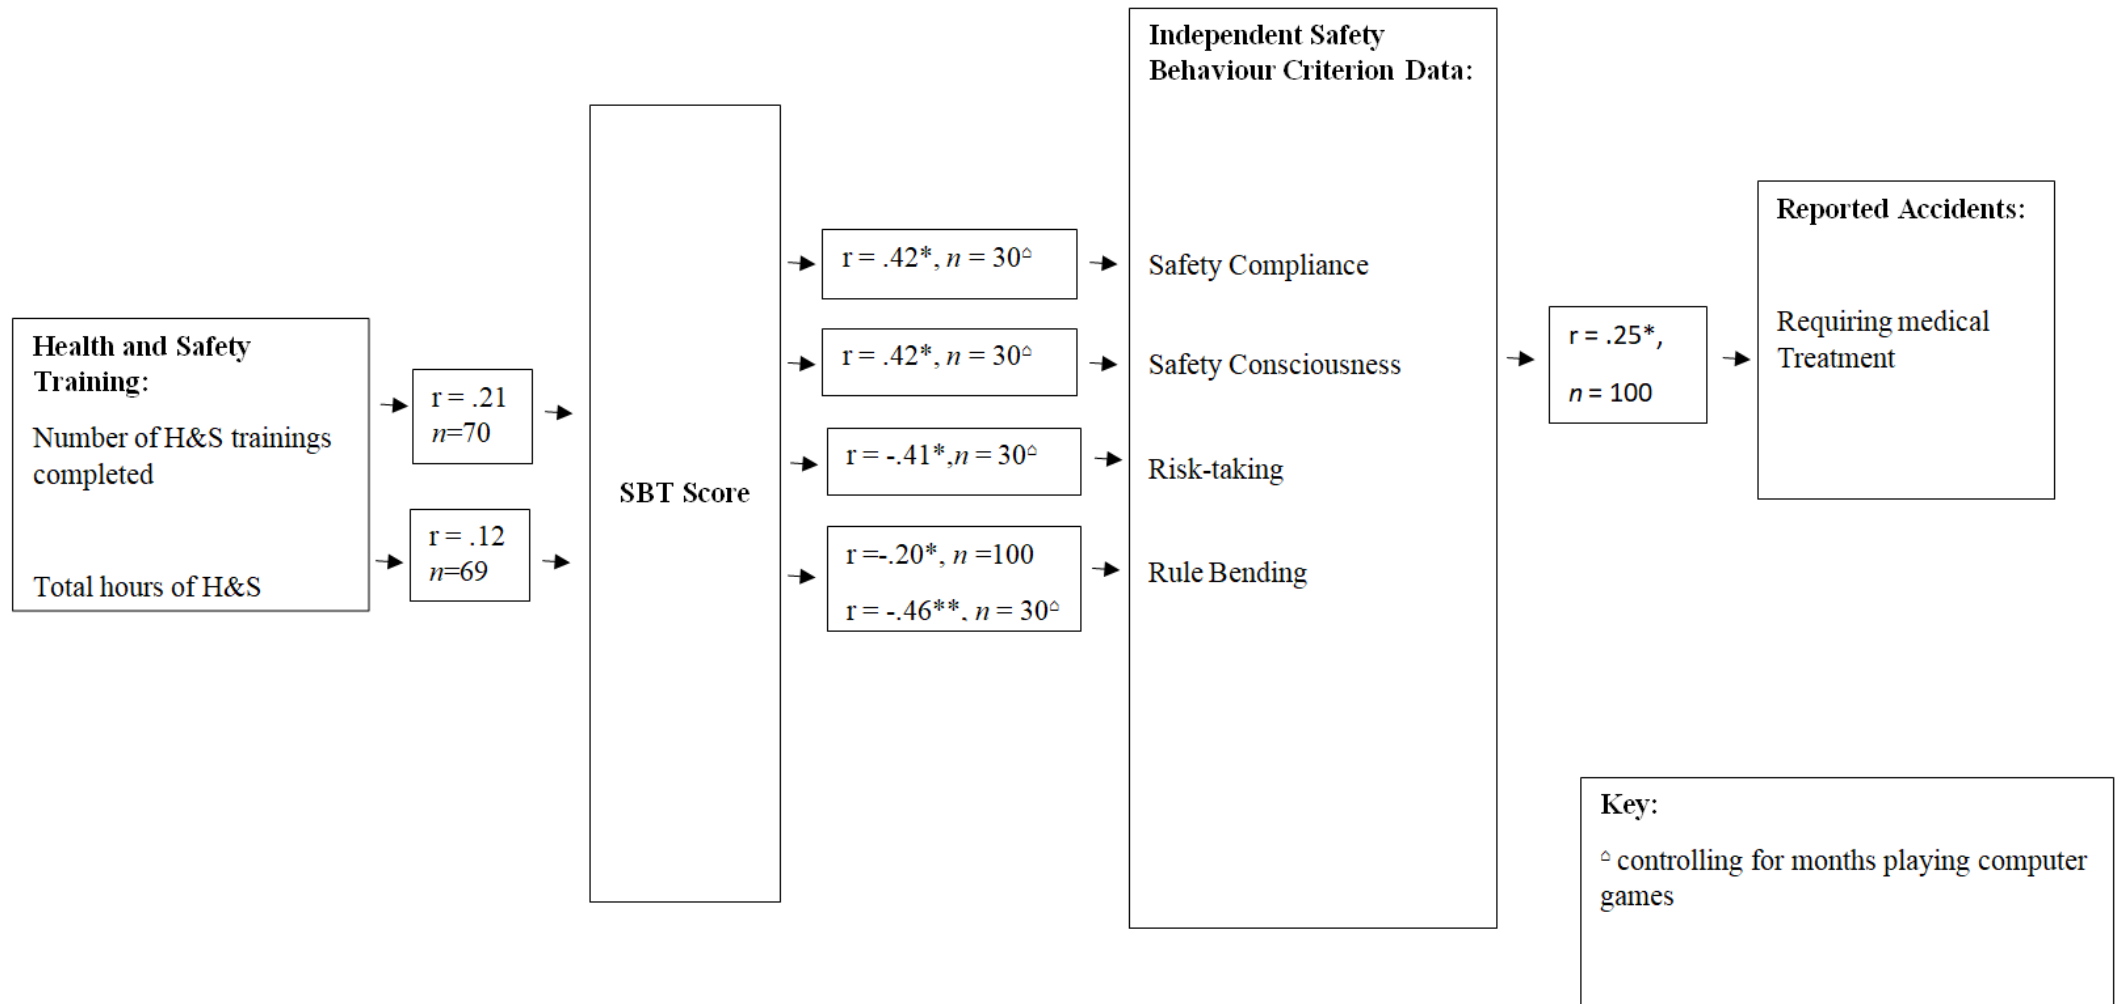 Health and Safety
Training:
Number of H&S trainings
completed
Total hours of H&S
r = .21
n=70
r = .12
n=69
SBT Score
r = .42*, n = 30⌂
r = .42*, n = 30⌂
r = -.41*,n = 30⌂
r =-.20*, n =100
r = -.46**, n = 30⌂
Independent Safety
Behaviour Criterion Data:
Safety Compliance
Safety Consciousness
Risk-taking
Rule Bending
r = .25*,
n = 100
Reported Accidents:
Requiring medical
Treatment
Key:
⌂ controlling for months playing computer
games